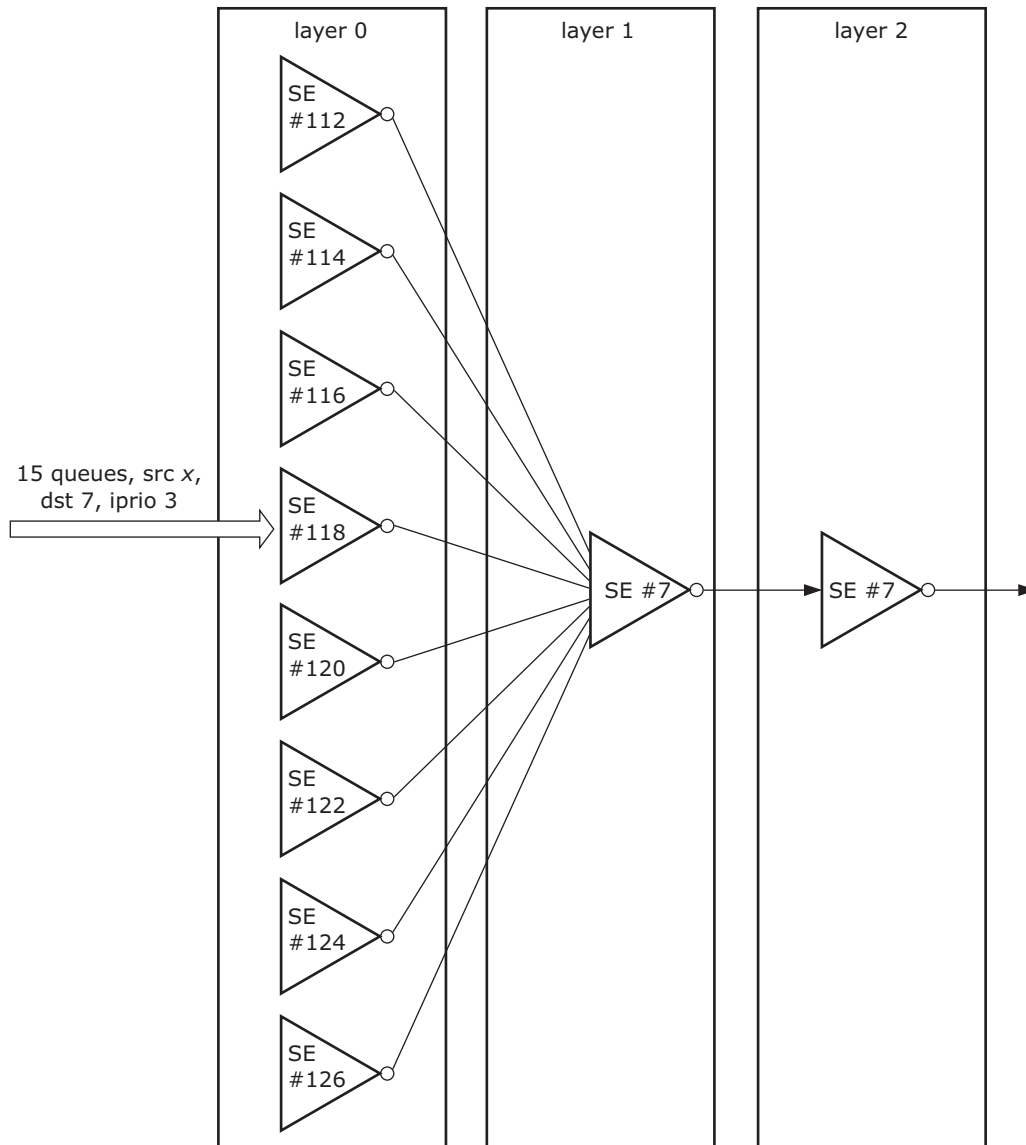 layer 0
layer 1
layer 2
SE
#112
SE
#114
SE
#116
15 queues, src x,
dst 7, iprio 3
SE
#118
SE #7
SE #7
SE
#120
SE
#122
SE
#124
SE
#126